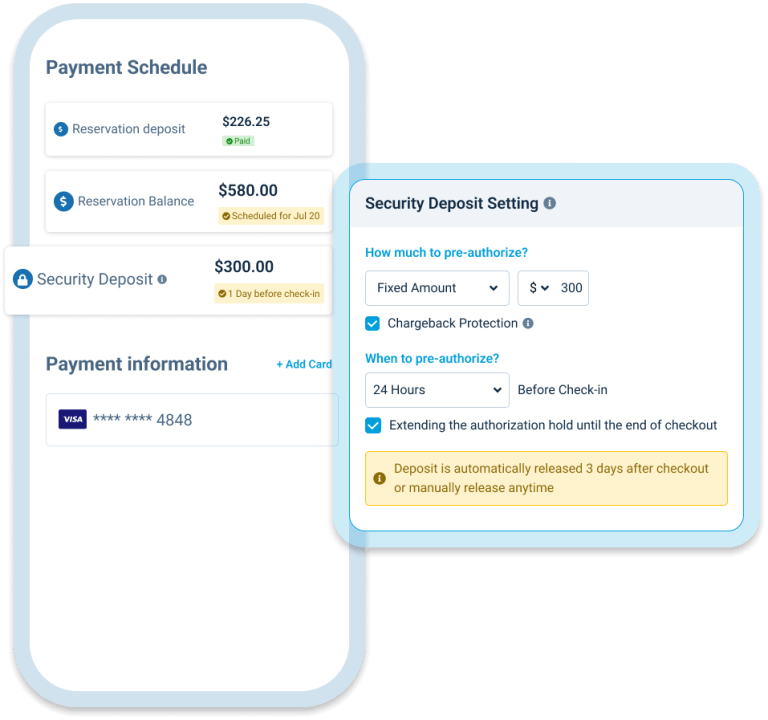 Payment Schedule
Reservation deposit
$226.25
Paid
Reservation Balance
$580.00
Scheduled for Jul 20
Security Deposit
$300.00
1 Day before check-in
Payment information
+ Add Card
VISA **** **** 4848
Security Deposit Setting
How much to pre-authorize?
Fixed Amount
$ 300
Chargeback Protection
When to pre-authorize?
24 Hours
Before Check-in
Extending the authorization hold until the end of checkout
Deposit is automatically released 3 days after checkout
or manually release anytime